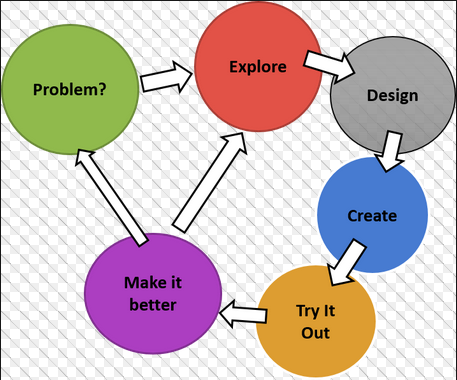 Problem?
Explore
Design
Create
Try It
Out
Make it
better